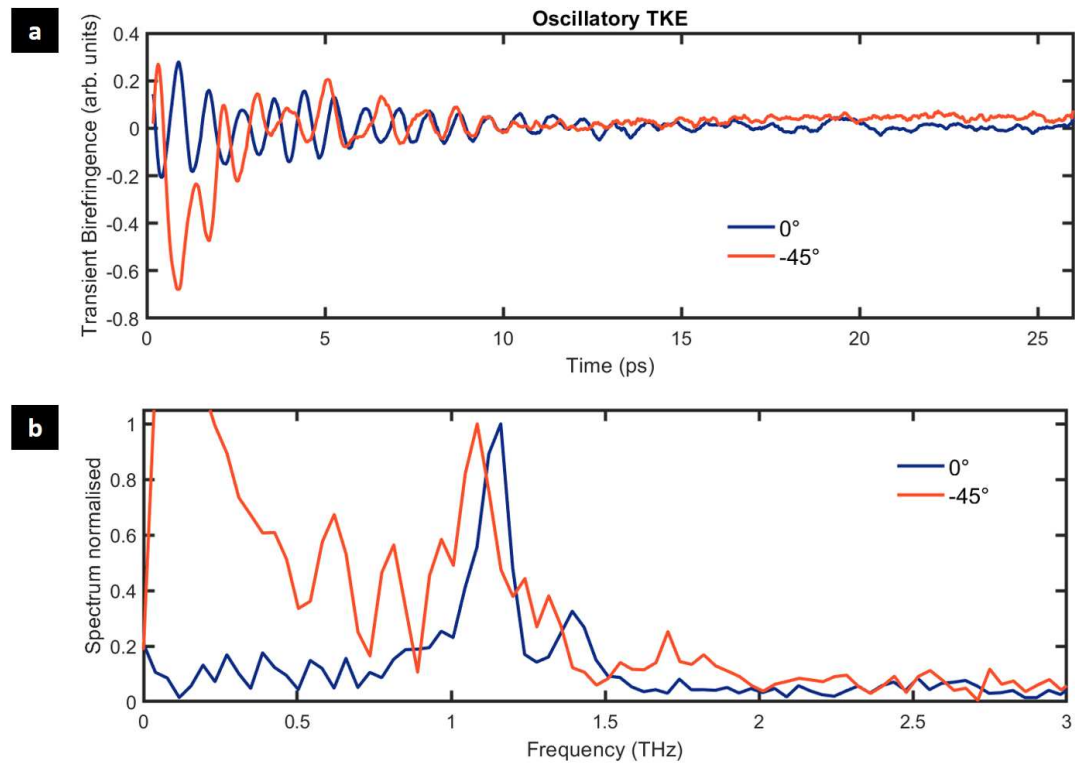 a
Oscillatory TKE
Transient Birefringence (arb. units)
0.4
0.2
0
-0.2
-0.4
-0.6
-0.8
0°
-45°
0 5 10 15 20 25
Time (ps)
b
Spectrum normalised
1
0.8
0.6
0.4
0.2
0
0°
-45°
0 0.5 1 1.5 2 2.5 3
Frequency (THz)